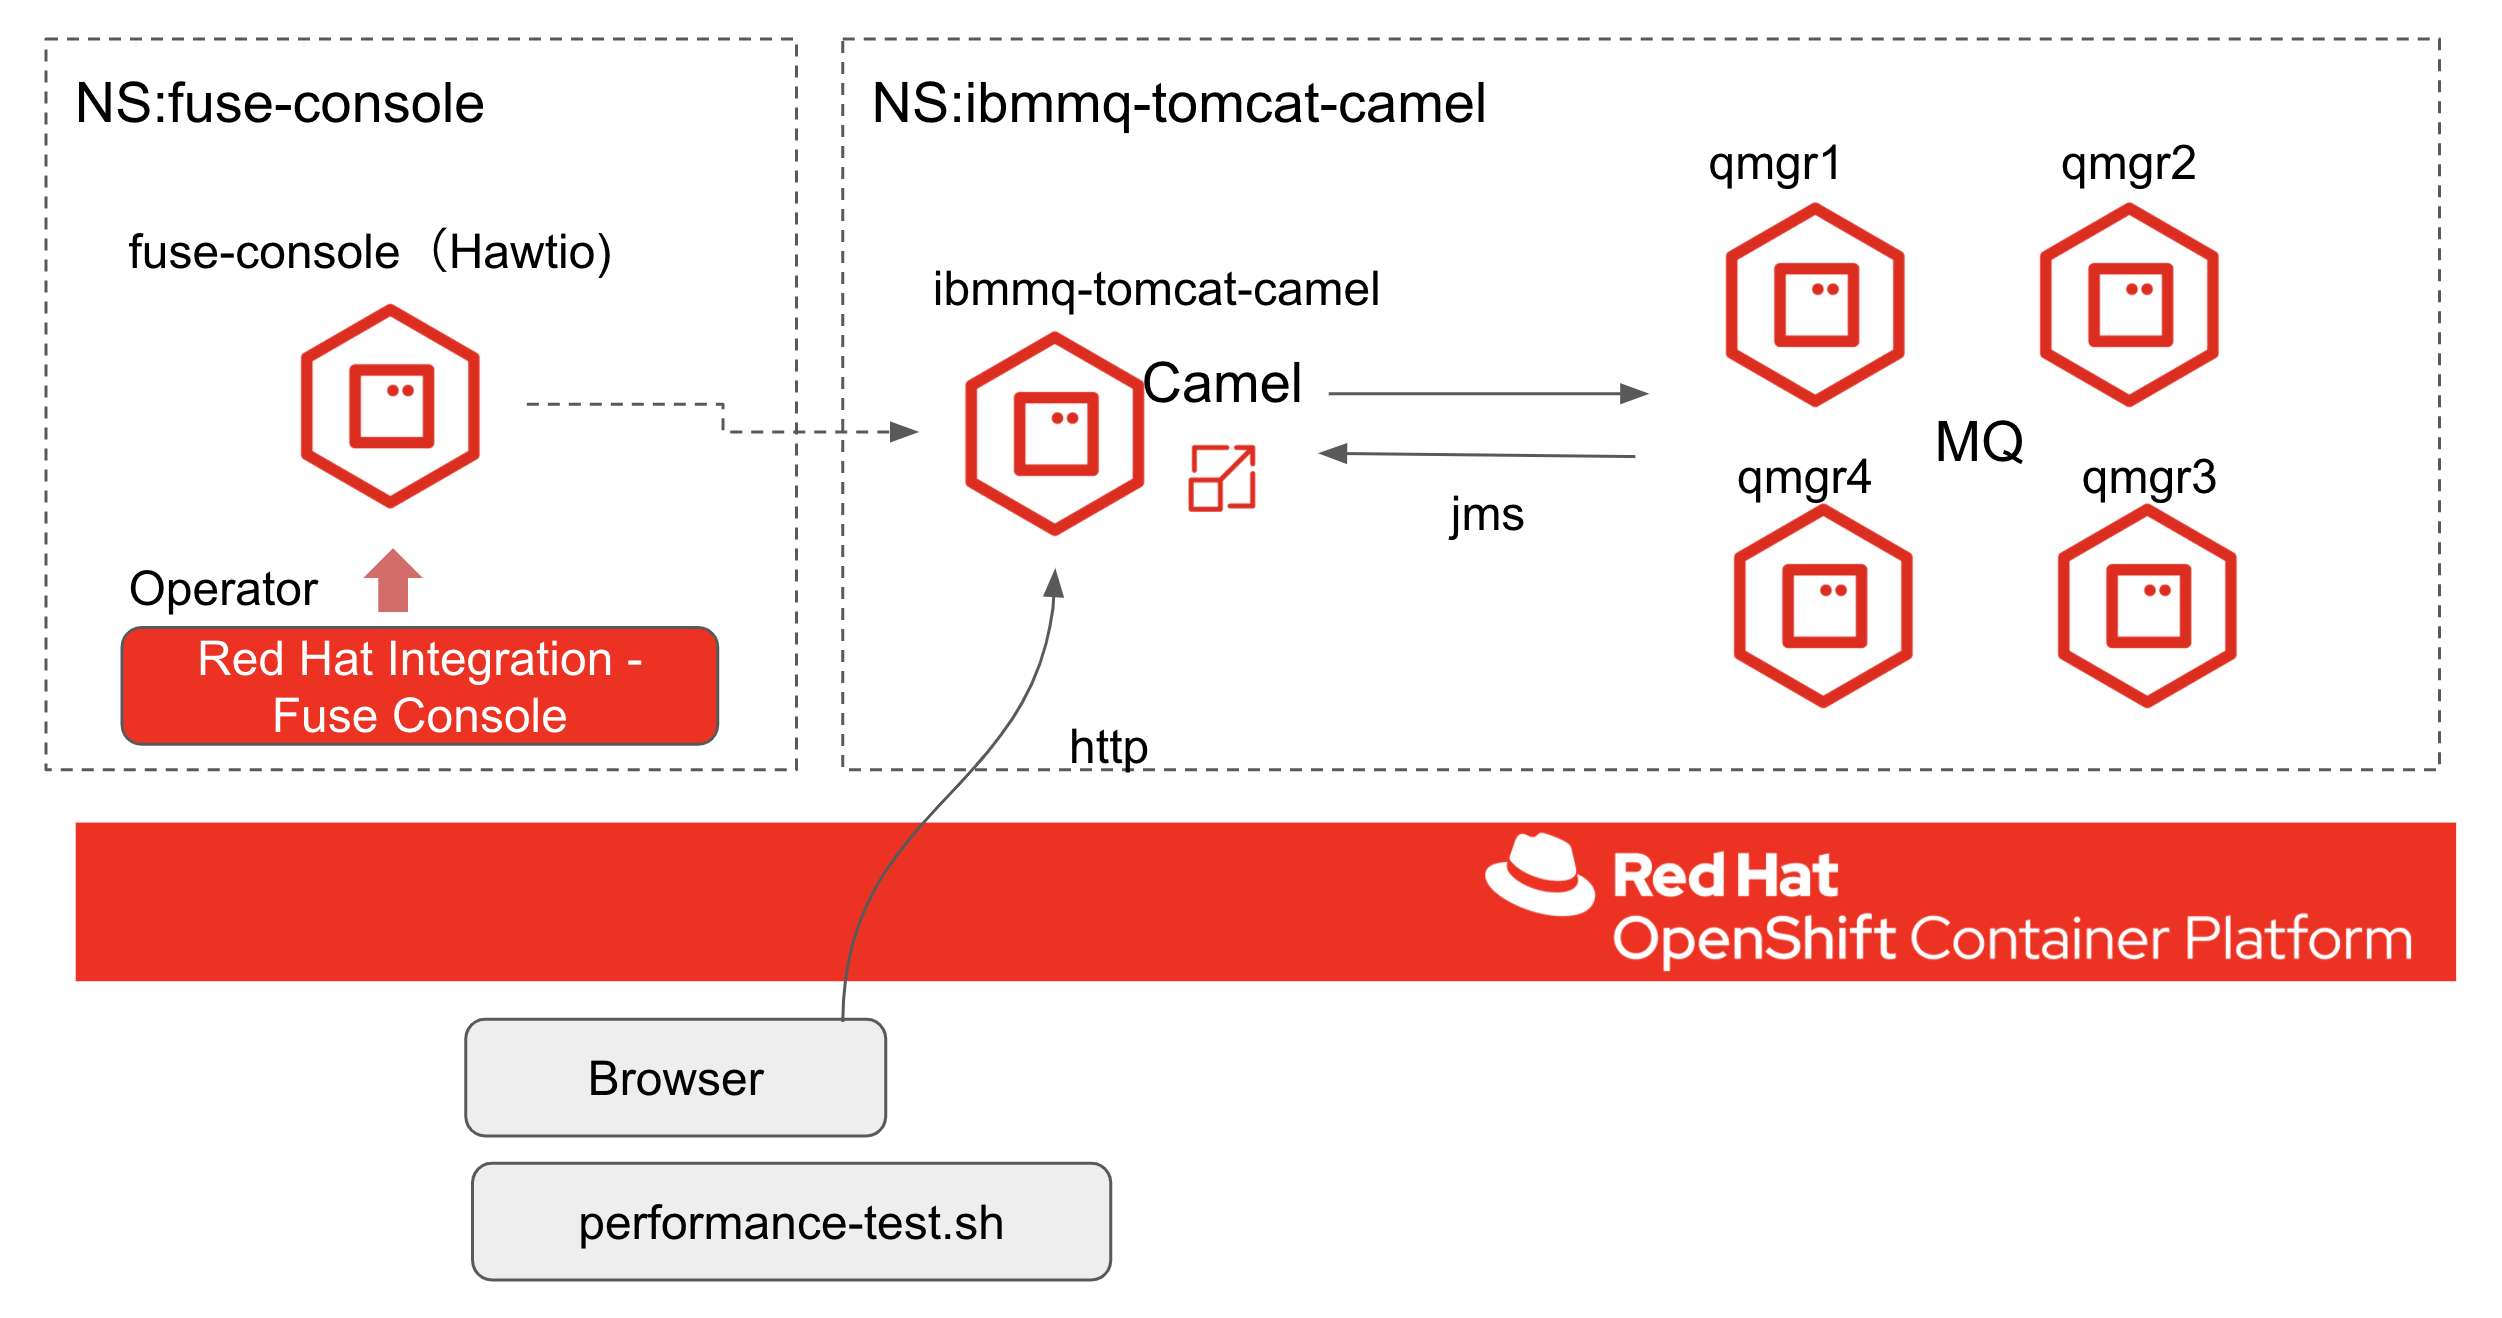 NS:fuse-console
fuse-console（Hawtio)
Operator
Red Hat Integration -
Fuse Console
NS:ibmmq-tomcat-camel
ibmmq-tomcat-camel
Camel
jms
http
qmgr1
qmgr2
MQ
qmgr4
qmgr3
Red Hat
OpenShift Container Platform
Browser
performance-test.sh